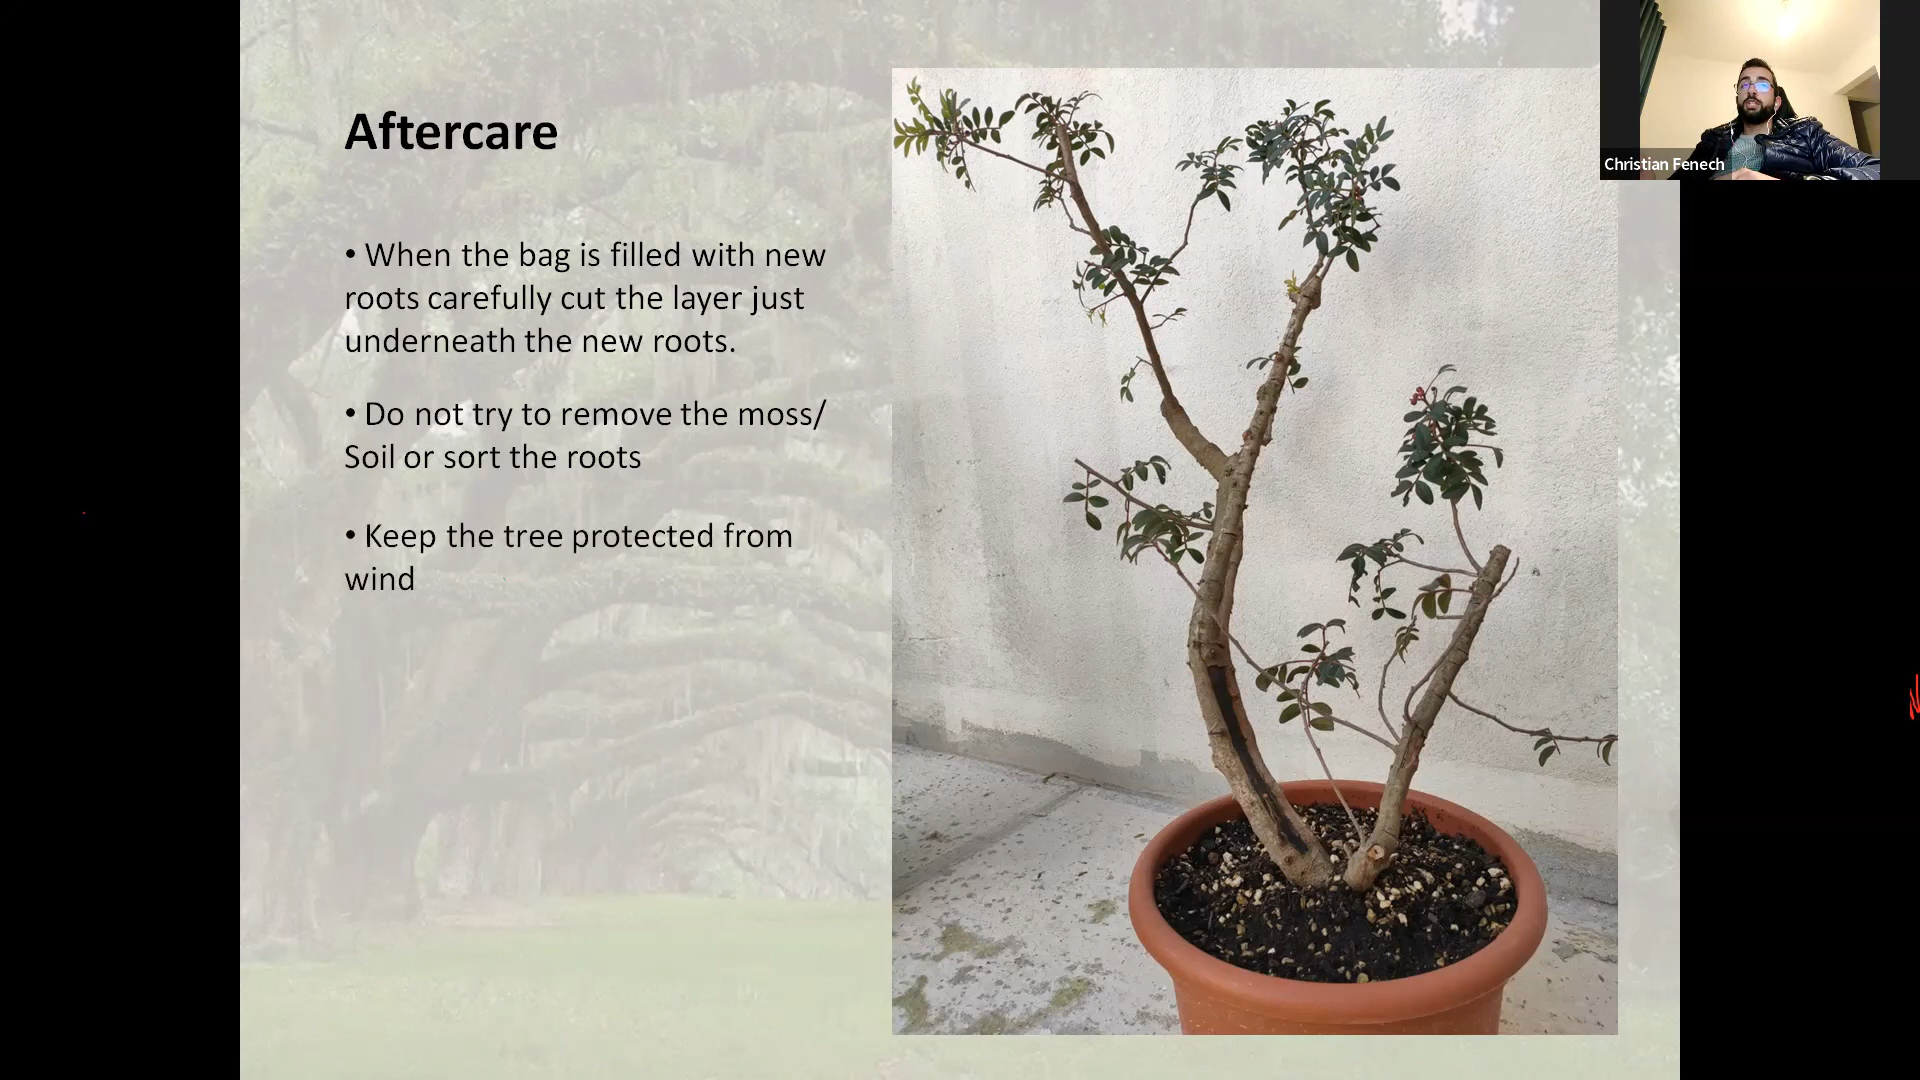 Aftercare
• When the bag is filled with new
roots carefully cut the layer just
underneath the new roots.
• Do not try to remove the moss/
Soil or sort the roots
• Keep the tree protected from
wind
Christian Fenech